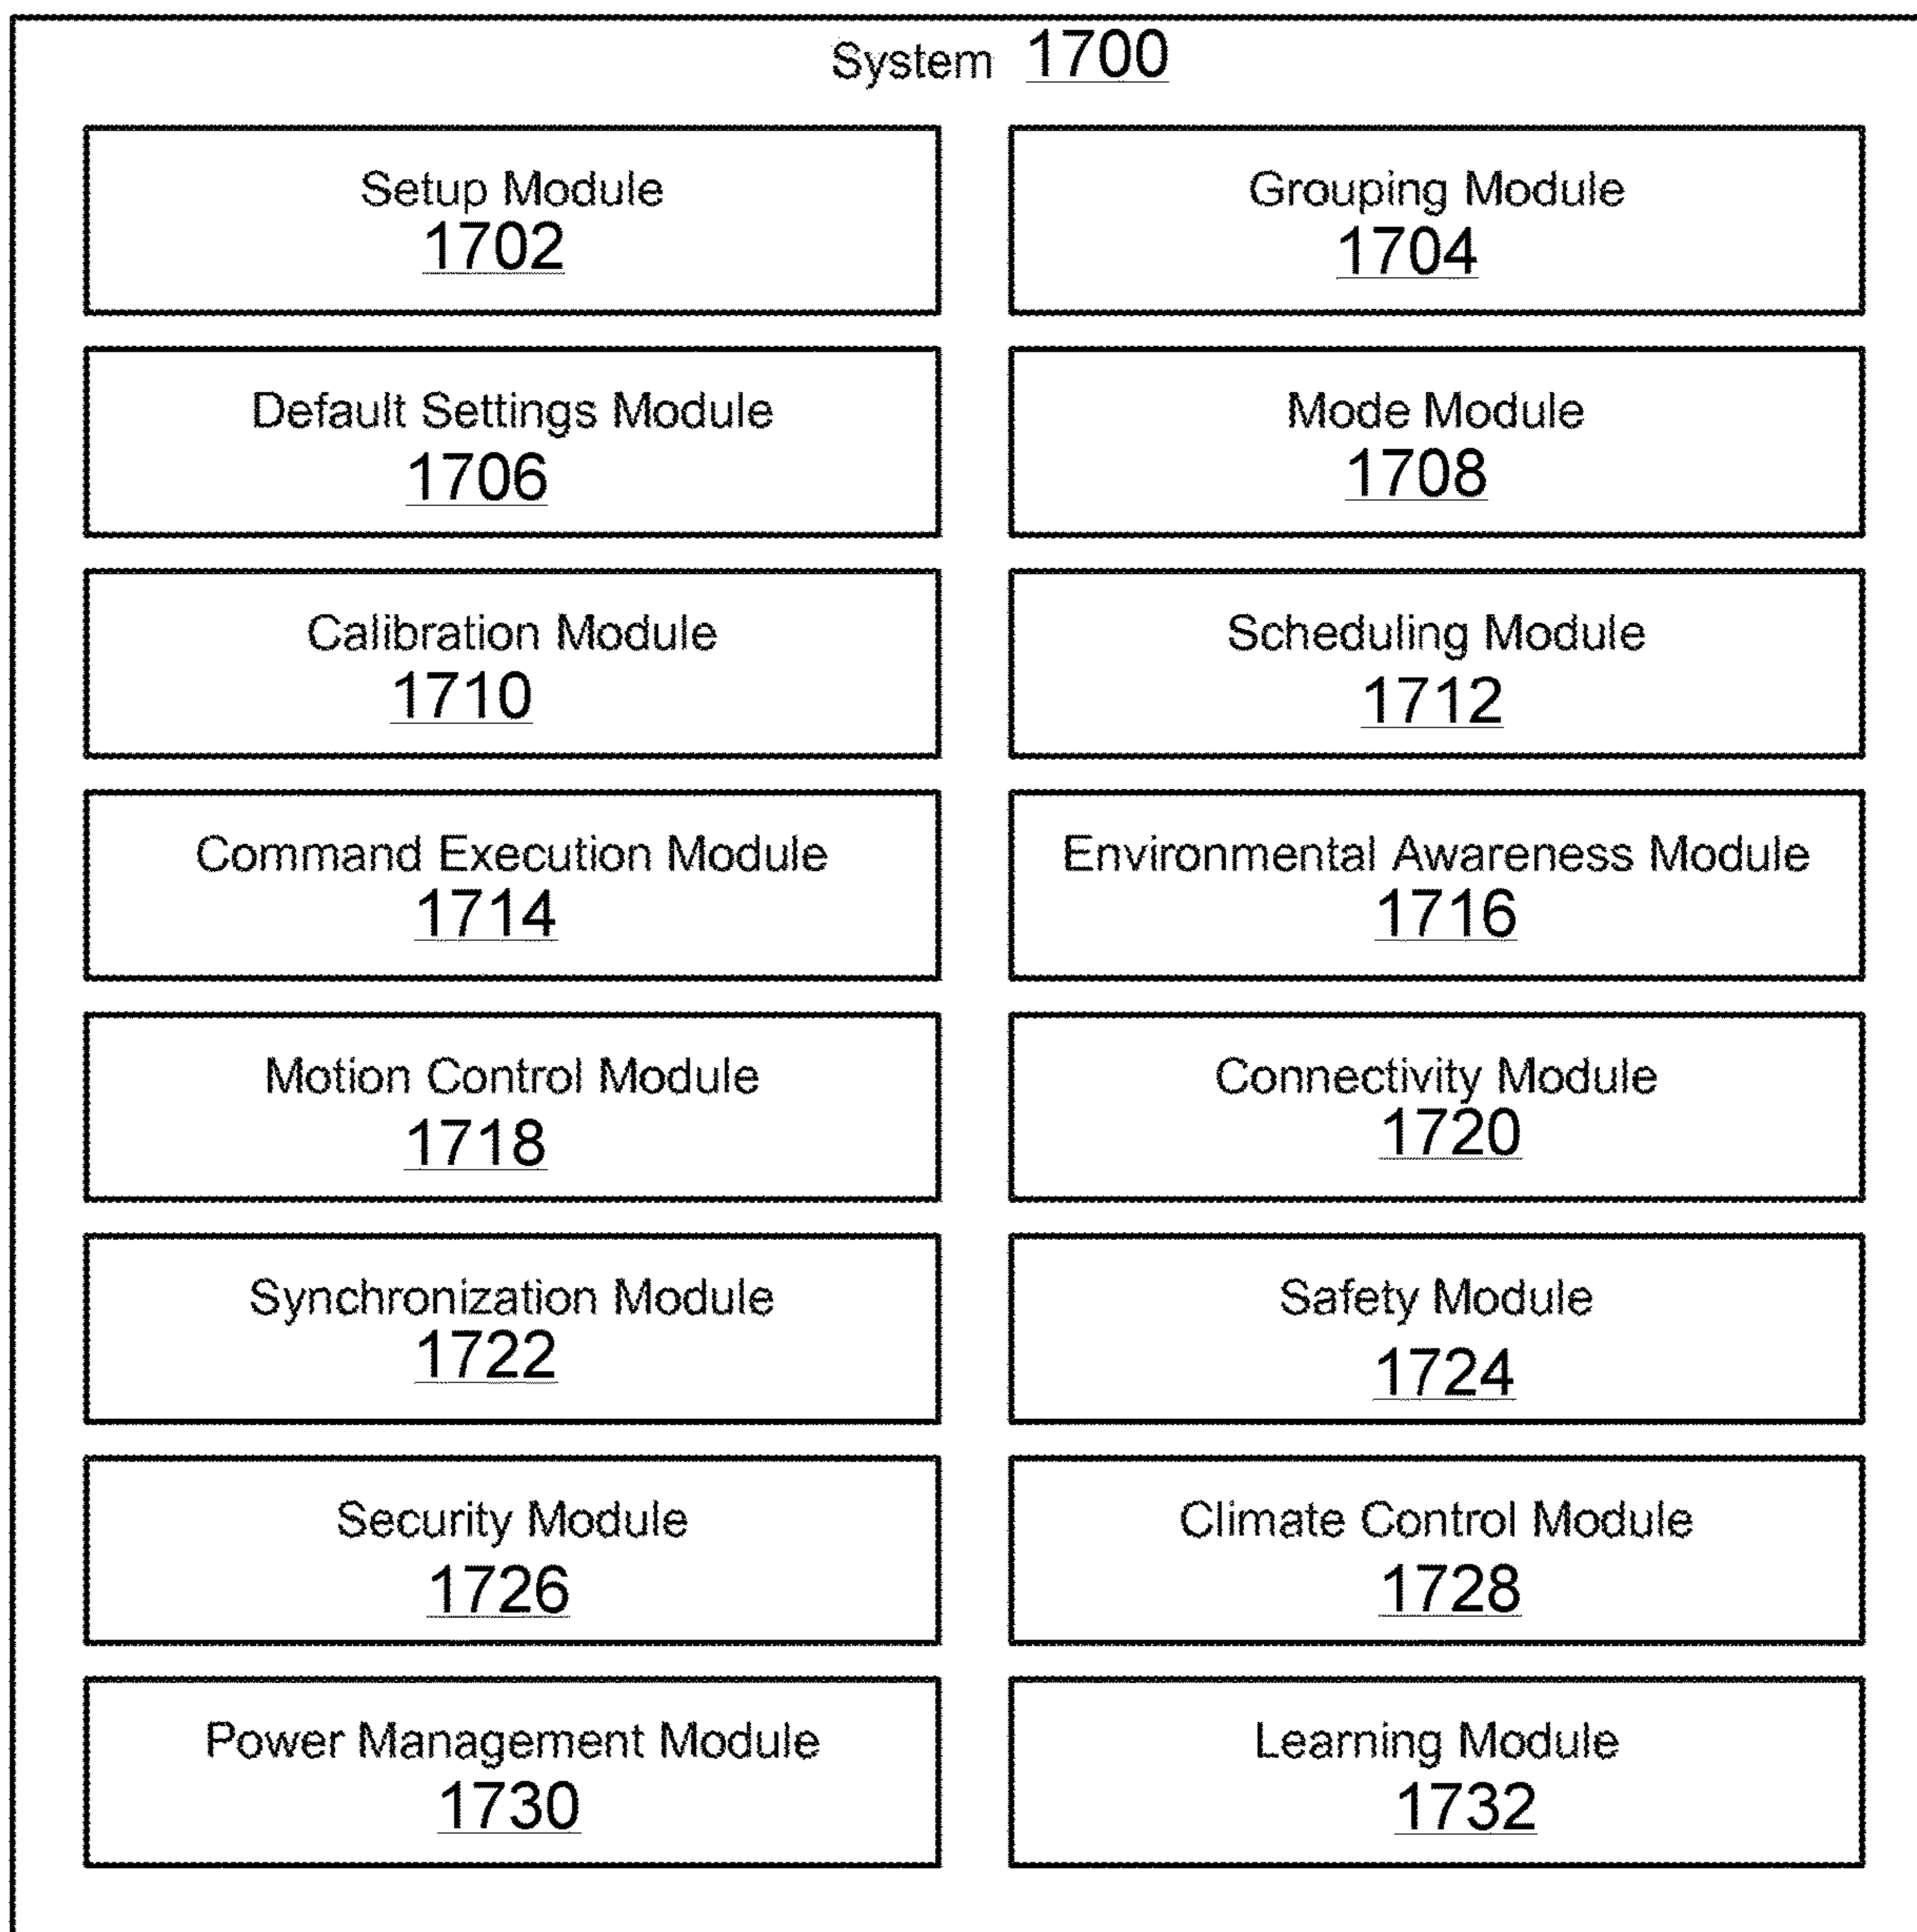 System 1700
Setup Module
1702
Grouping Module
1704
Default Settings Module
1706
Mode Module
1708
Calibration Module
1710
Scheduling Module
1712
Command Execution Module
1714
Environmental Awareness Module
1716
Motion Control Module
1718
Connectivity Module
1720
Synchronization Module
1722
Safety Module
1724
Security Module
1726
Climate Control Module
1728
Power Management Module
1730
Learning Module
1732